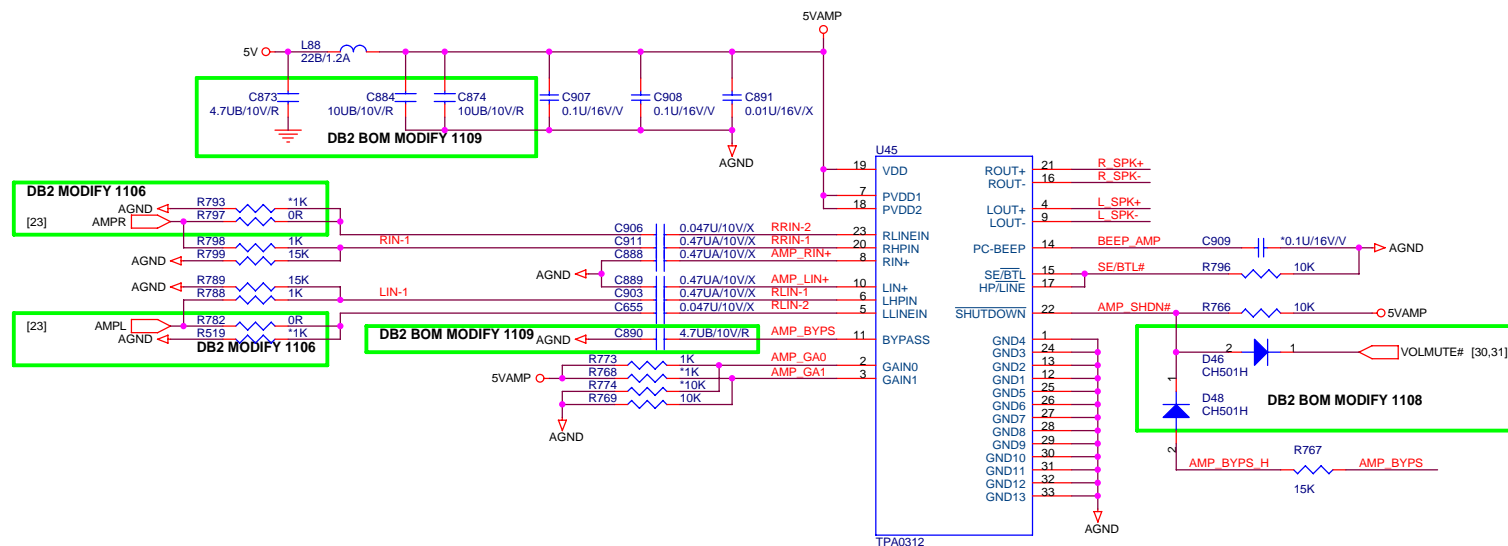 5VAMP
5V
L88
22B/1.2A
C873
4.7UB/10V/R
C884
10UB/10V/R
C874
10UB/10V/R
C907
0.1U/16V/V
C908
0.1U/16V/V
C891
0.01U/16V/X
DB2 BOM MODIFY 1109
AGND
DB2 MODIFY 1106
AGND R793 *1K
[23] AMPR R797 0R
R798 1K RIN-1
AGND R799 15K
AGND R789 15K
R788 1K LIN-1
[23] AMPL R782 0R
AGND R519 *1K
DB2 MODIFY 1106
C906 0.047U/10V/X RRIN-2
C911 0.47UA/10V/X RRIN-1
C888 0.47UA/10V/X AMP_RIN+
AGND
C889 0.47UA/10V/X AMP_LIN+
C903 0.47UA/10V/X RLIN-1
C655 0.047U/10V/X RLIN-2
DB2 BOM MODIFY 1109
AGND C890 4.7UB/10V/R AMP_BYPS
R773 1K AMP_GA0
5VAMP R768 *1K AMP_GA1
R774 *10K
R769 10K
AGND
U45
19 VDD
7 PVDD1
18 PVDD2
23 RLINEIN
20 RHPIN
8 RIN+
10 LIN+
6 LHPIN
5 LLINEIN
11 BYPASS
2 GAIN0
3 GAIN1
ROUT+ 21 R_SPK+
ROUT- 16 R_SPK-
LOUT+ 4 L_SPK+
LOUT- 9 L_SPK-
PC-BEEP 14 BEEP_AMP C909 *0.1U/16V/V AGND
SE/BTL 15 SE/BTL# R796 10K
HP/LINE 17
SHUTDOWN 22 AMP_SHDN# R766 10K 5VAMP
GND4 1
GND3 24
GND2 13
GND1 12
GND5 25
GND6 26
GND7 27
GND8 28
GND9 29
GND10 30
GND11 31
GND12 32
GND13 33
AGND
TPA0312
2 D46 1 VOLMUTE# [30,31]
CH501H
1
D48
CH501H
DB2 BOM MODIFY 1108
2
AMP_BYPS_H R767 AMP_BYPS
15K